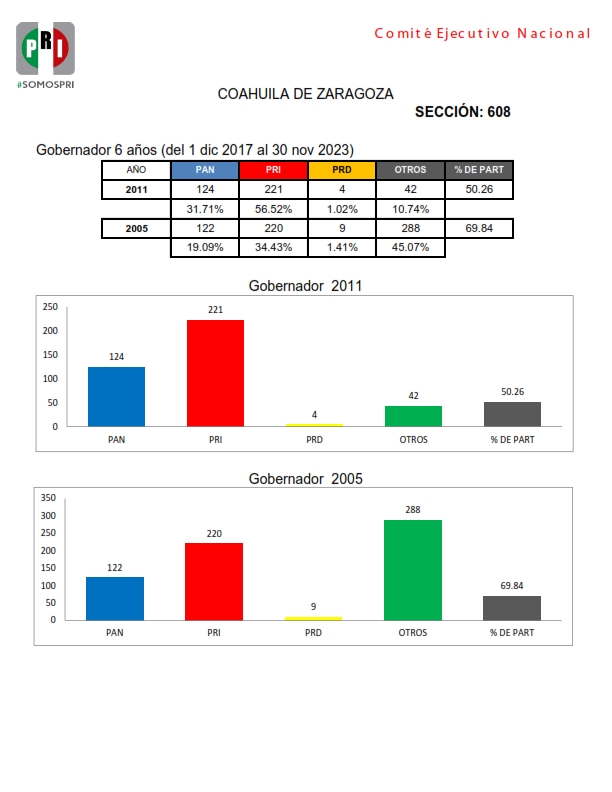 Comité Ejecutivo Nacional
PRI
#SOMOSPRI
COAHUILA DE ZARAGOZA
SECCIÓN: 608
Gobernador 6 años (del 1 dic 2017 al 30 nov 2023)
AÑO PAN PRI PRD OTROS % DE PART
2011 124 221 4 42 50.26
31.71% 56.52% 1.02% 10.74%
2005 122 220 9 288 69.84
19.09% 34.43% 1.41% 45.07%
Gobernador 2011
250
200
150
100
50
0
124 221 4 42 50.26
PAN PRI PRD OTROS % DE PART
Gobernador 2005
350
300
250
200
150
100
50
0
122 220 9 288 69.84
PAN PRI PRD OTROS % DE PART